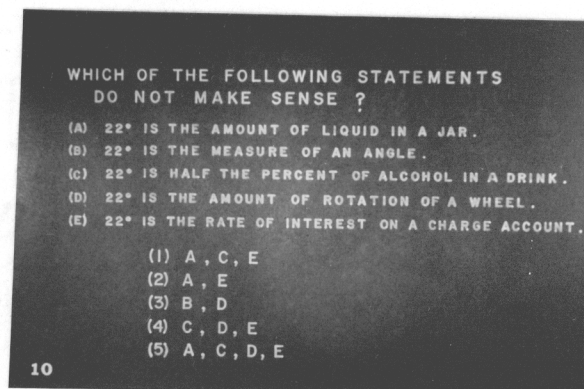 WHICH OF THE FOLLOWING STATEMENTS
DO NOT MAKE SENSE ?
(A) 22° IS THE AMOUNT OF LIQUID IN A JAR.
(B) 22° IS THE MEASURE OF AN ANGLE.
(C) 22° IS HALF THE PERCENT OF ALCOHOL IN A DRINK.
(D) 22° IS THE AMOUNT OF ROTATION OF A WHEEL.
(E) 22° IS THE RATE OF INTEREST ON A CHARGE ACCOUNT.
(1) A, C, E
(2) A, E
(3) B, D
(4) C, D, E
(5) A, C, D, E
10